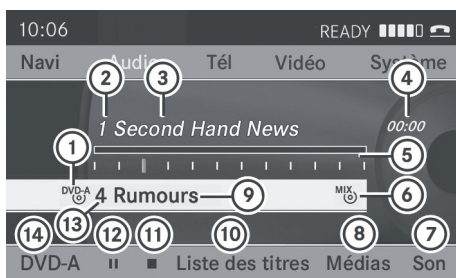 10:06 READY
Navi Audio Tél Vidéo Système
2 3 4
1 Second Hand News 00:00
1 5
DVD-A 4 Rumours 9 MIX 6
14 13 12 11 10 8 7
DVD-A Liste des titres Médias Son